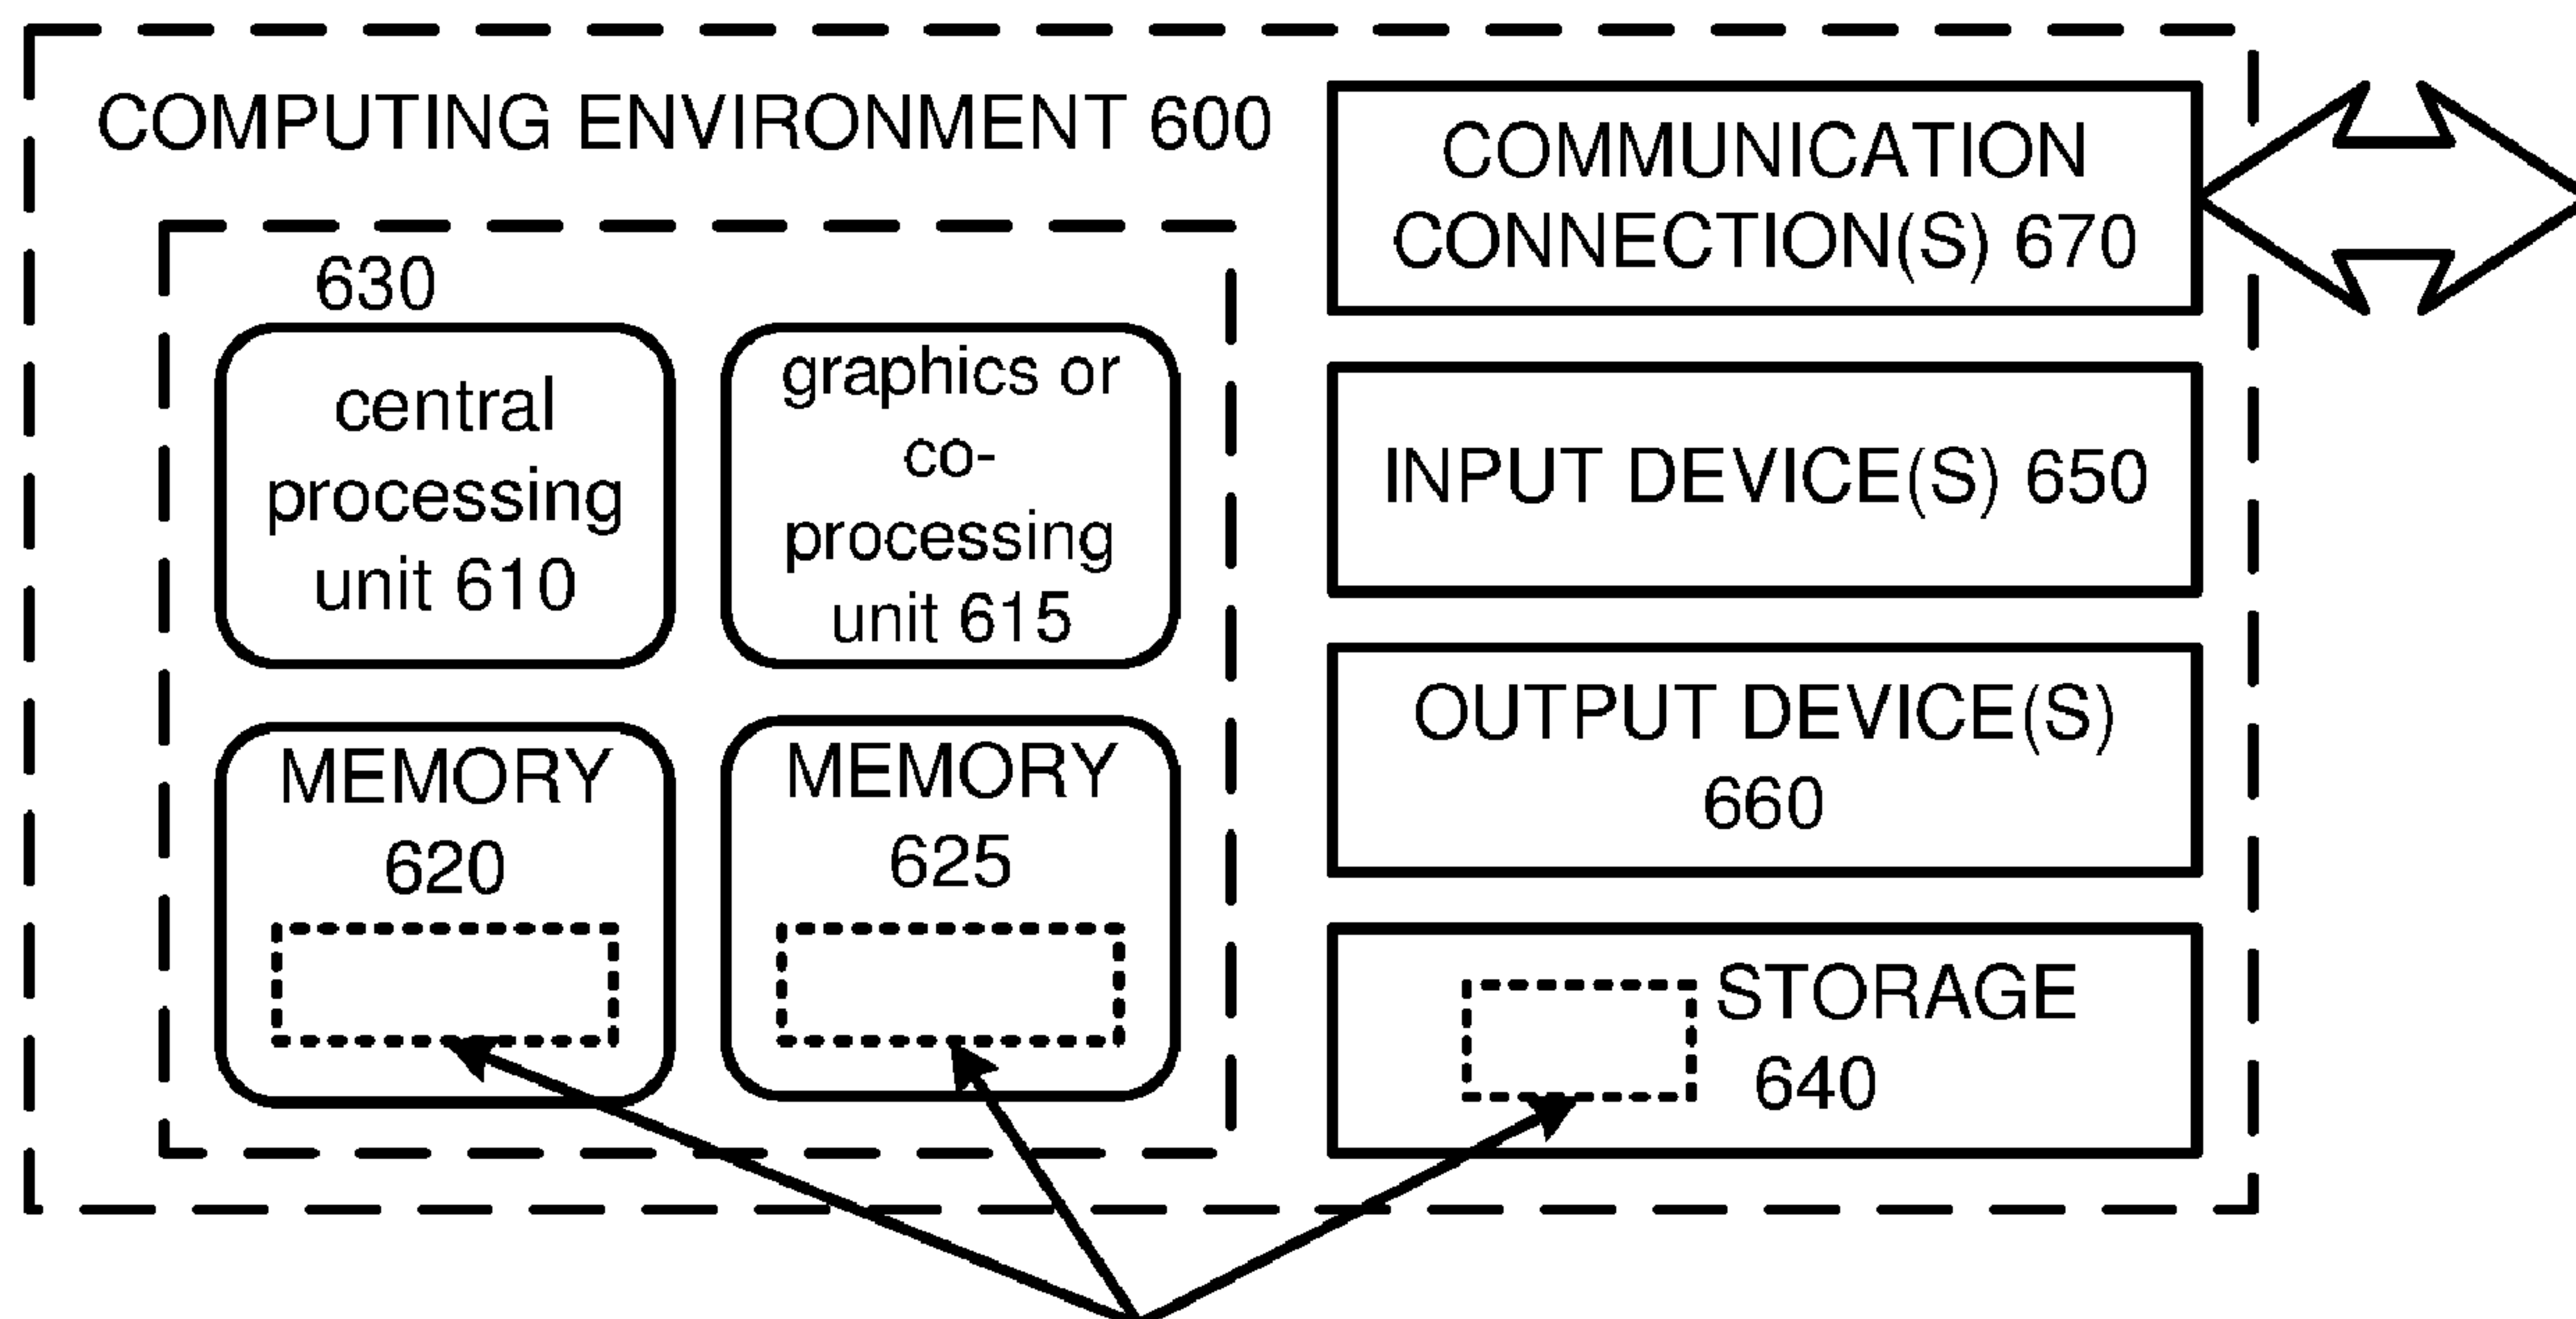 COMPUTING ENVIRONMENT 600
630
central
processing
unit 610
graphics or
co-
processing
unit 615
MEMORY
620
MEMORY
625
COMMUNICATION
CONNECTION(S) 670
INPUT DEVICE(S) 650
OUTPUT DEVICE(S)
660
STORAGE
640